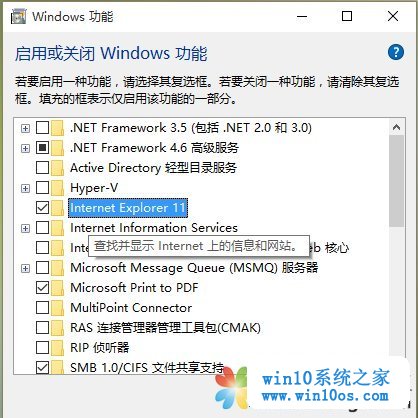 Windows 功能
启用或关闭 Windows 功能
若要启用一种功能，请选择其复选框。若要关闭一种功能，请清除其复选
框。填充的框表示仅启用该功能的一部分。
.NET Framework 3.5 (包括 .NET 2.0 和 3.0)
.NET Framework 4.6 高级服务
Active Directory 轻型目录服务
Hyper-V
Internet Explorer 11
Internet Information Services
查找并显示 Internet 上的信息和网站。
核心
Microsoft Message Queue (MSMQ) 服务器
Microsoft Print to PDF
MultiPoint Connector
RAS 连接管理器管理工具包(CMAK)
RIP 侦听器
SMB 1.0/CIFS 文件共享支持
win10系统之家
www.win10os.com